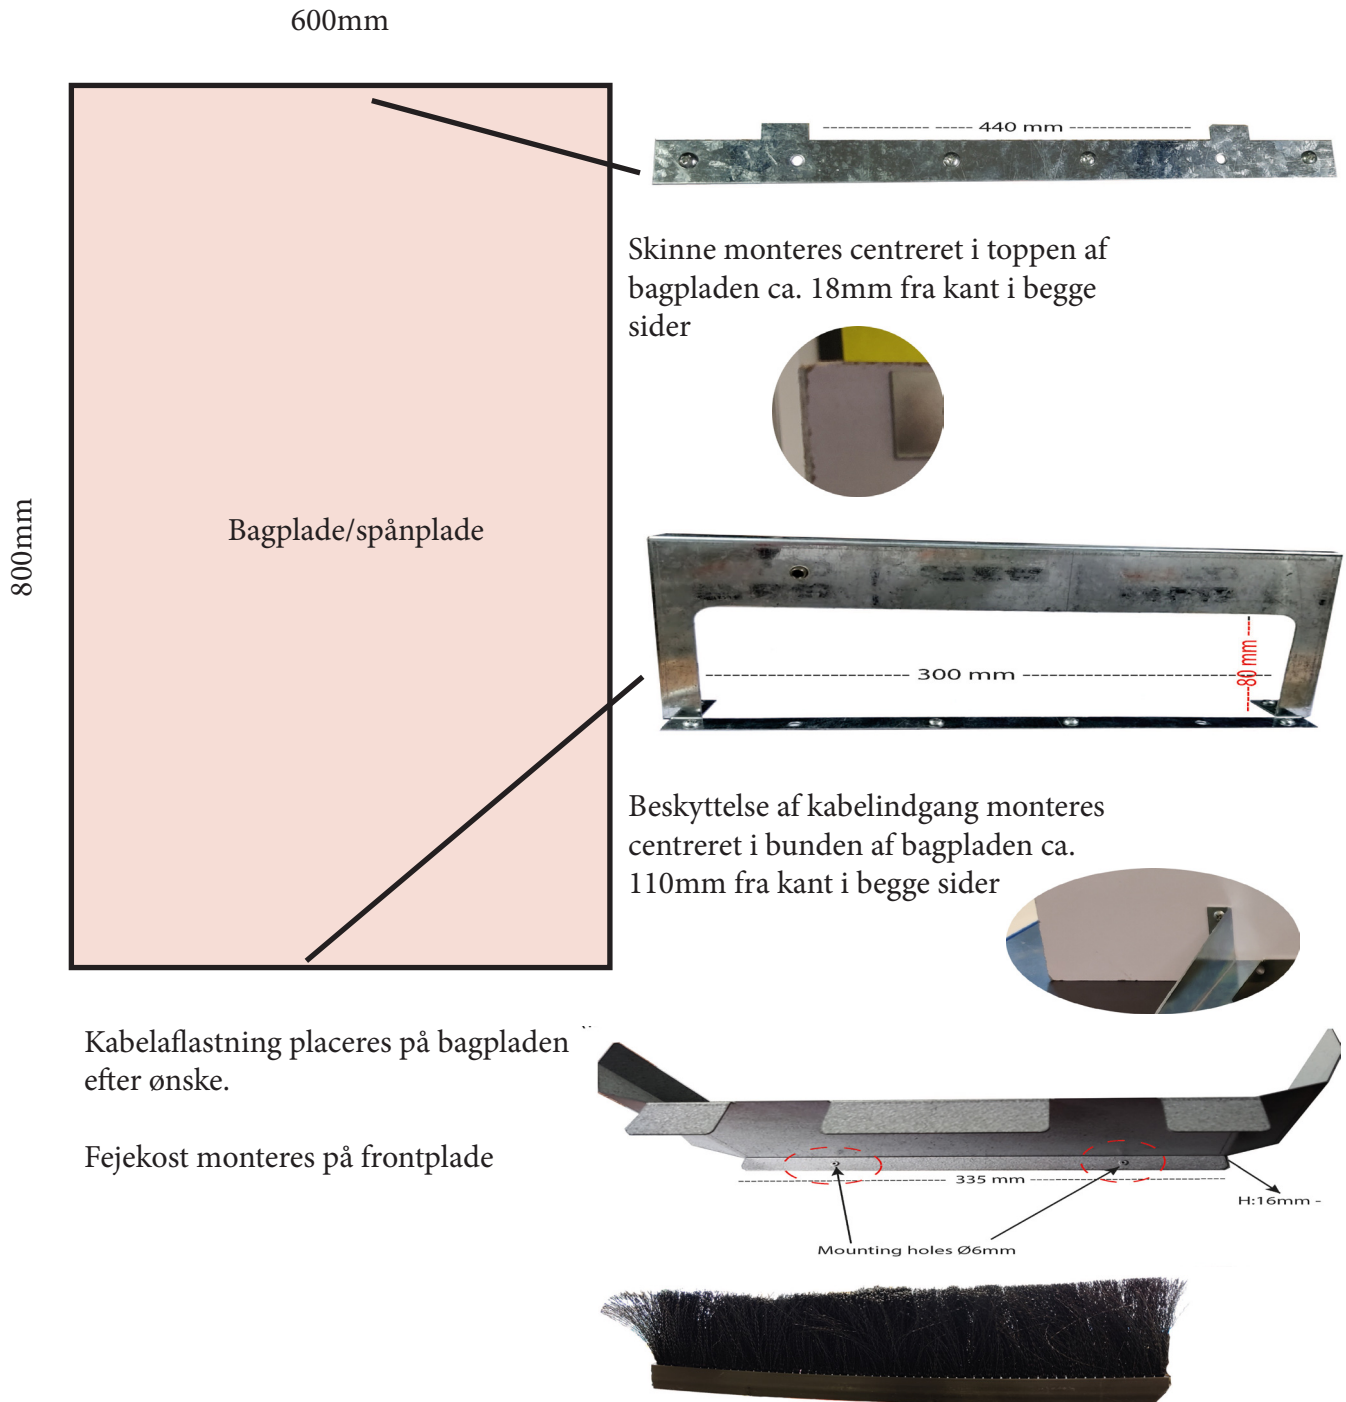 600mm
440 mm
Skinne monteres centreret i toppen af
bagpladen ca. 18mm fra kant i begge
sider
800mm
Bagplade/spånplade
300 mm
80 mm
Beskyttelse af kabelindgang monteres
centreret i bunden af bagpladen ca.
110mm fra kant i begge sider
Kabelaflastning placeres på bagpladen
efter ønske.
Fejekost monteres på frontplade
335 mm
H:16mm -
Mounting holes Ø6mm